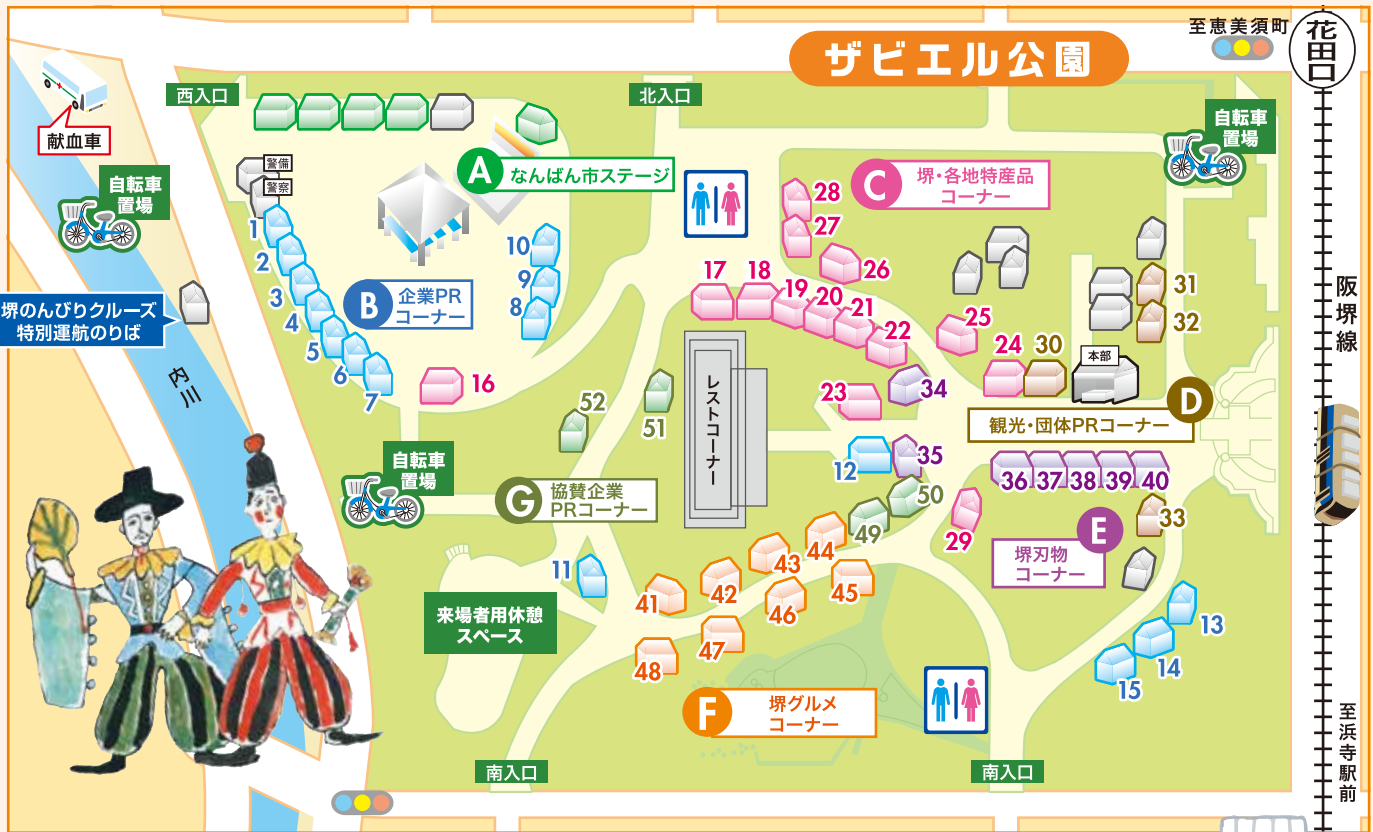 ザビエル公園
至恵美須町
花田口
阪堺線
至浜寺駅前
西入口
北入口
献血車
自転車
置場
警備
警察
A
なんばん市ステージ
C
堺・各地特産品
コーナー
自転車
置場
堺のんびりクルーズ
特別運航のりば
内川
B
企業PR
コーナー
1
2
3
4
5
6
7
8
9
10
16
28
27
26
17
18
19
20
21
22
25
24
30
31
32
本部
D
観光・団体PRコーナー
23
34
12
35
レストコーナー
52
51
自転車
置場
G
協賛企業
PRコーナー
50
49
36
37
38
39
40
29
33
E
堺刃物
コーナー
11
来場者用休憩
スペース
41
42
43
44
45
46
47
48
13
14
15
F
堺グルメ
コーナー
南入口
南入口